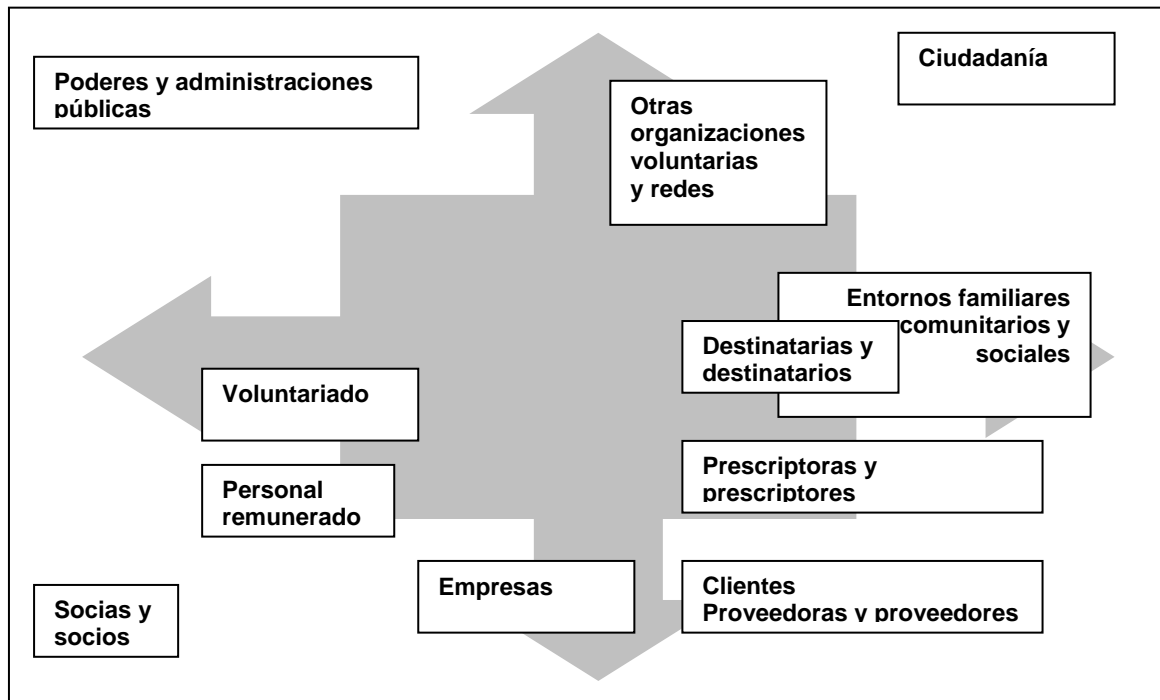 Poderes y administraciones
públicas
Ciudadanía
Otras
organizaciones
voluntarias
y redes
Entornos familiares
comunitarios y
sociales
Destinatarias y
destinatarios
Voluntariado
Prescriptoras y
prescriptores
Personal
remunerado
Empresas
Clientes
Proveedoras y proveedores
Socias y
socios